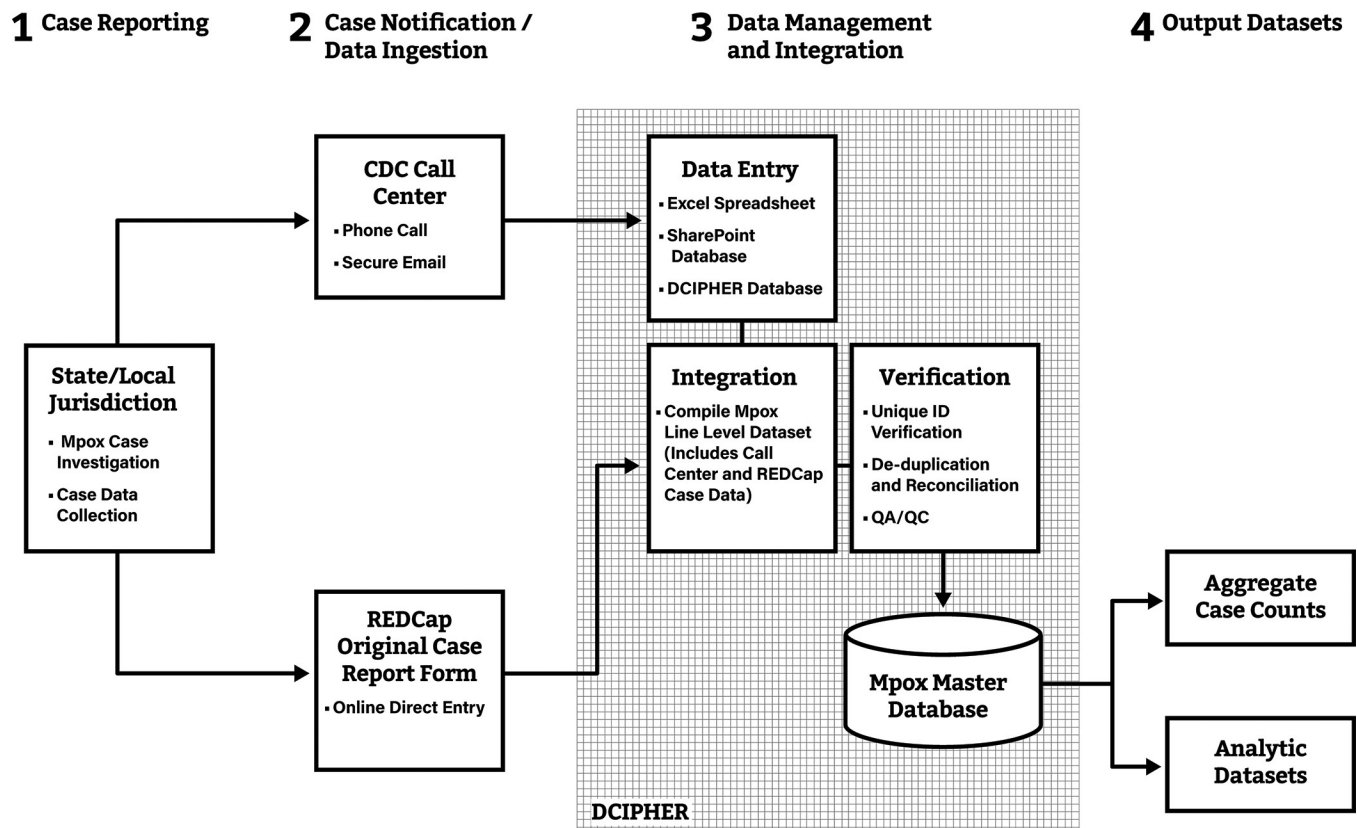 1 Case Reporting
2 Case Notification /
Data Ingestion
3 Data Management
and Integration
4 Output Datasets
State/Local
Jurisdiction
▪ Mpox Case
Investigation
▪ Case Data
Collection
CDC Call
Center
▪ Phone Call
▪ Secure Email
REDCap
Original Case
Report Form
▪ Online Direct Entry
Data Entry
▪ Excel Spreadsheet
▪ SharePoint
Database
▪ DCIPHER Database
Integration
▪ Compile Mpox
Line Level Dataset
(Includes Call
Center and REDCap
Case Data)
Verification
▪ Unique ID
Verification
▪ De-duplication
and Reconciliation
▪ QA/QC
Mpox Master
Database
DCIPHER
Aggregate
Case Counts
Analytic
Datasets